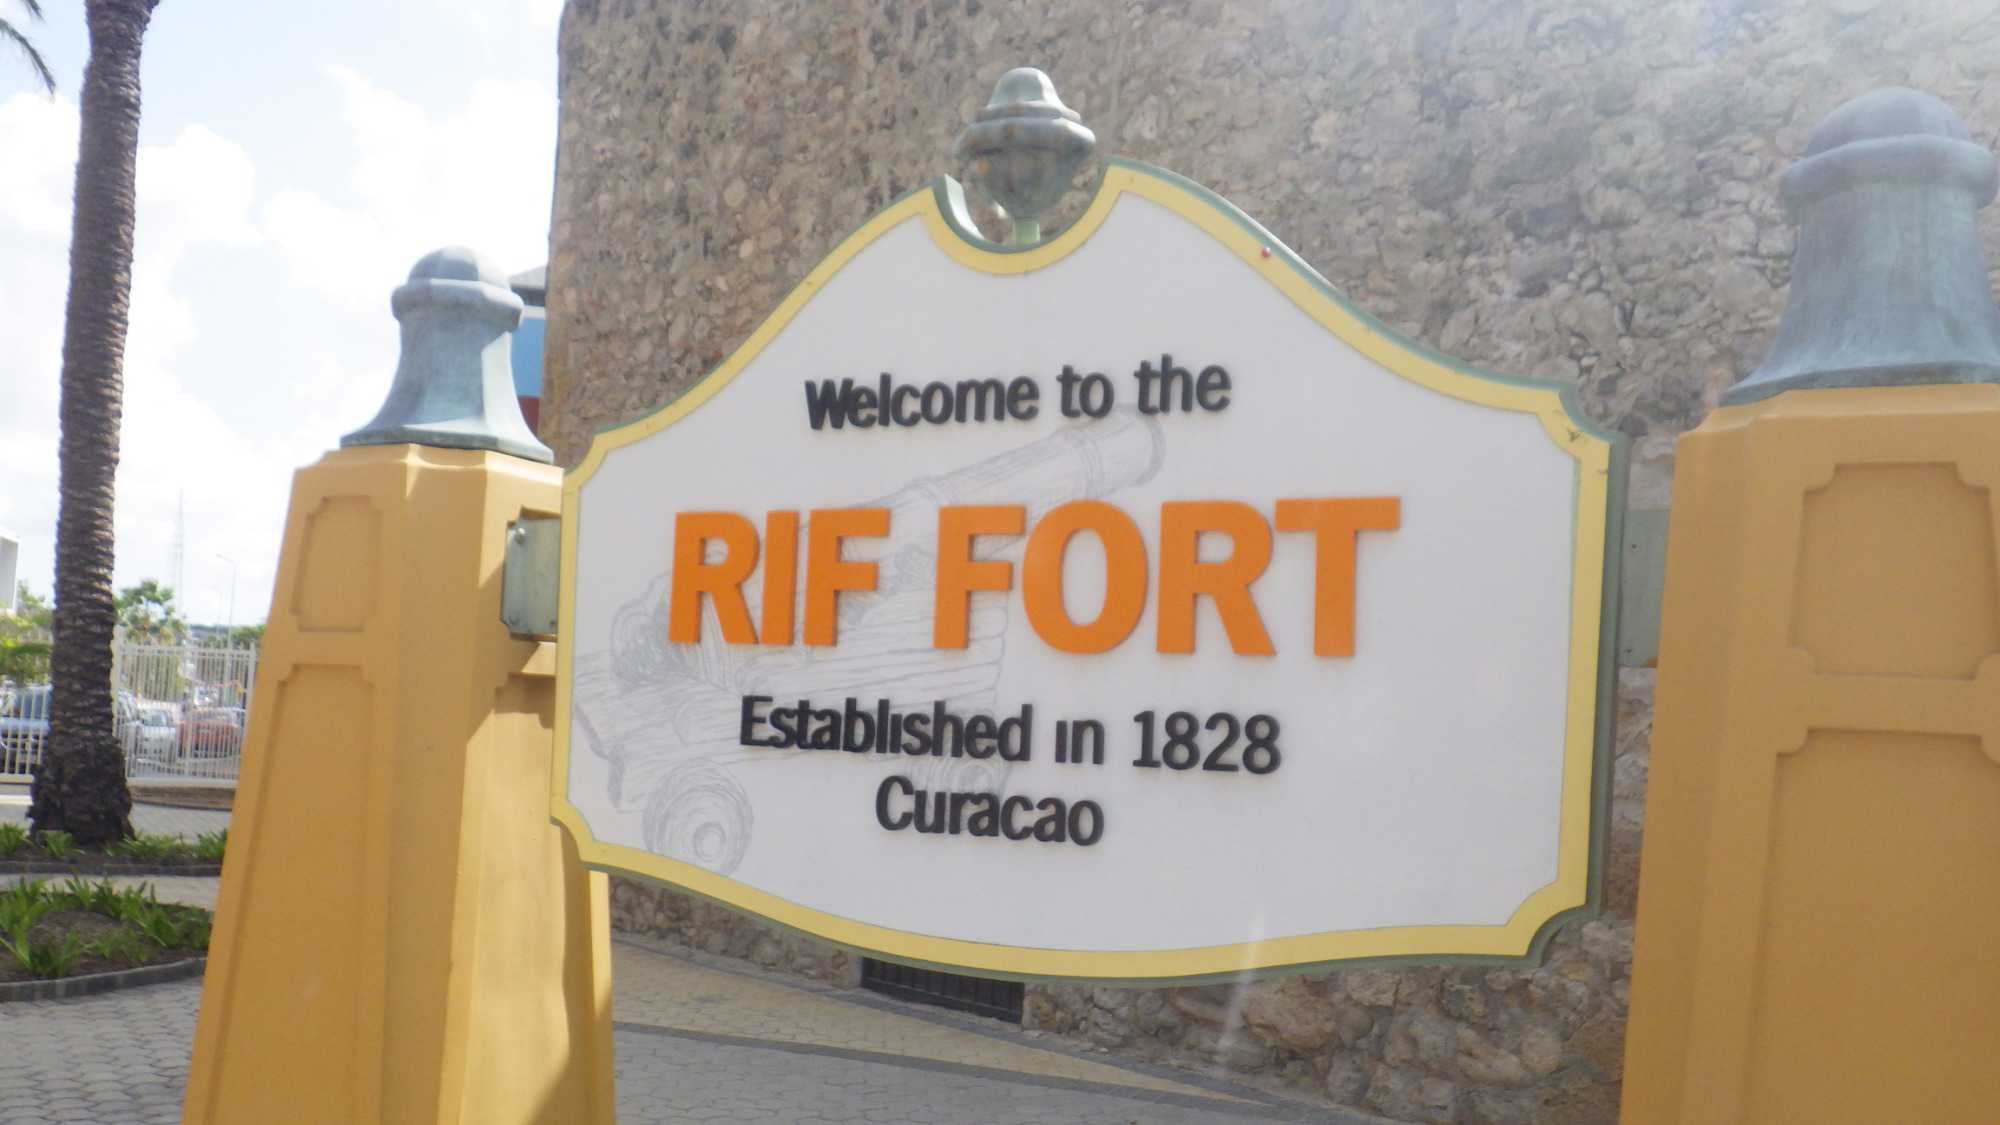 Welcome to the
RIF FORT
Established in 1828
Curacao